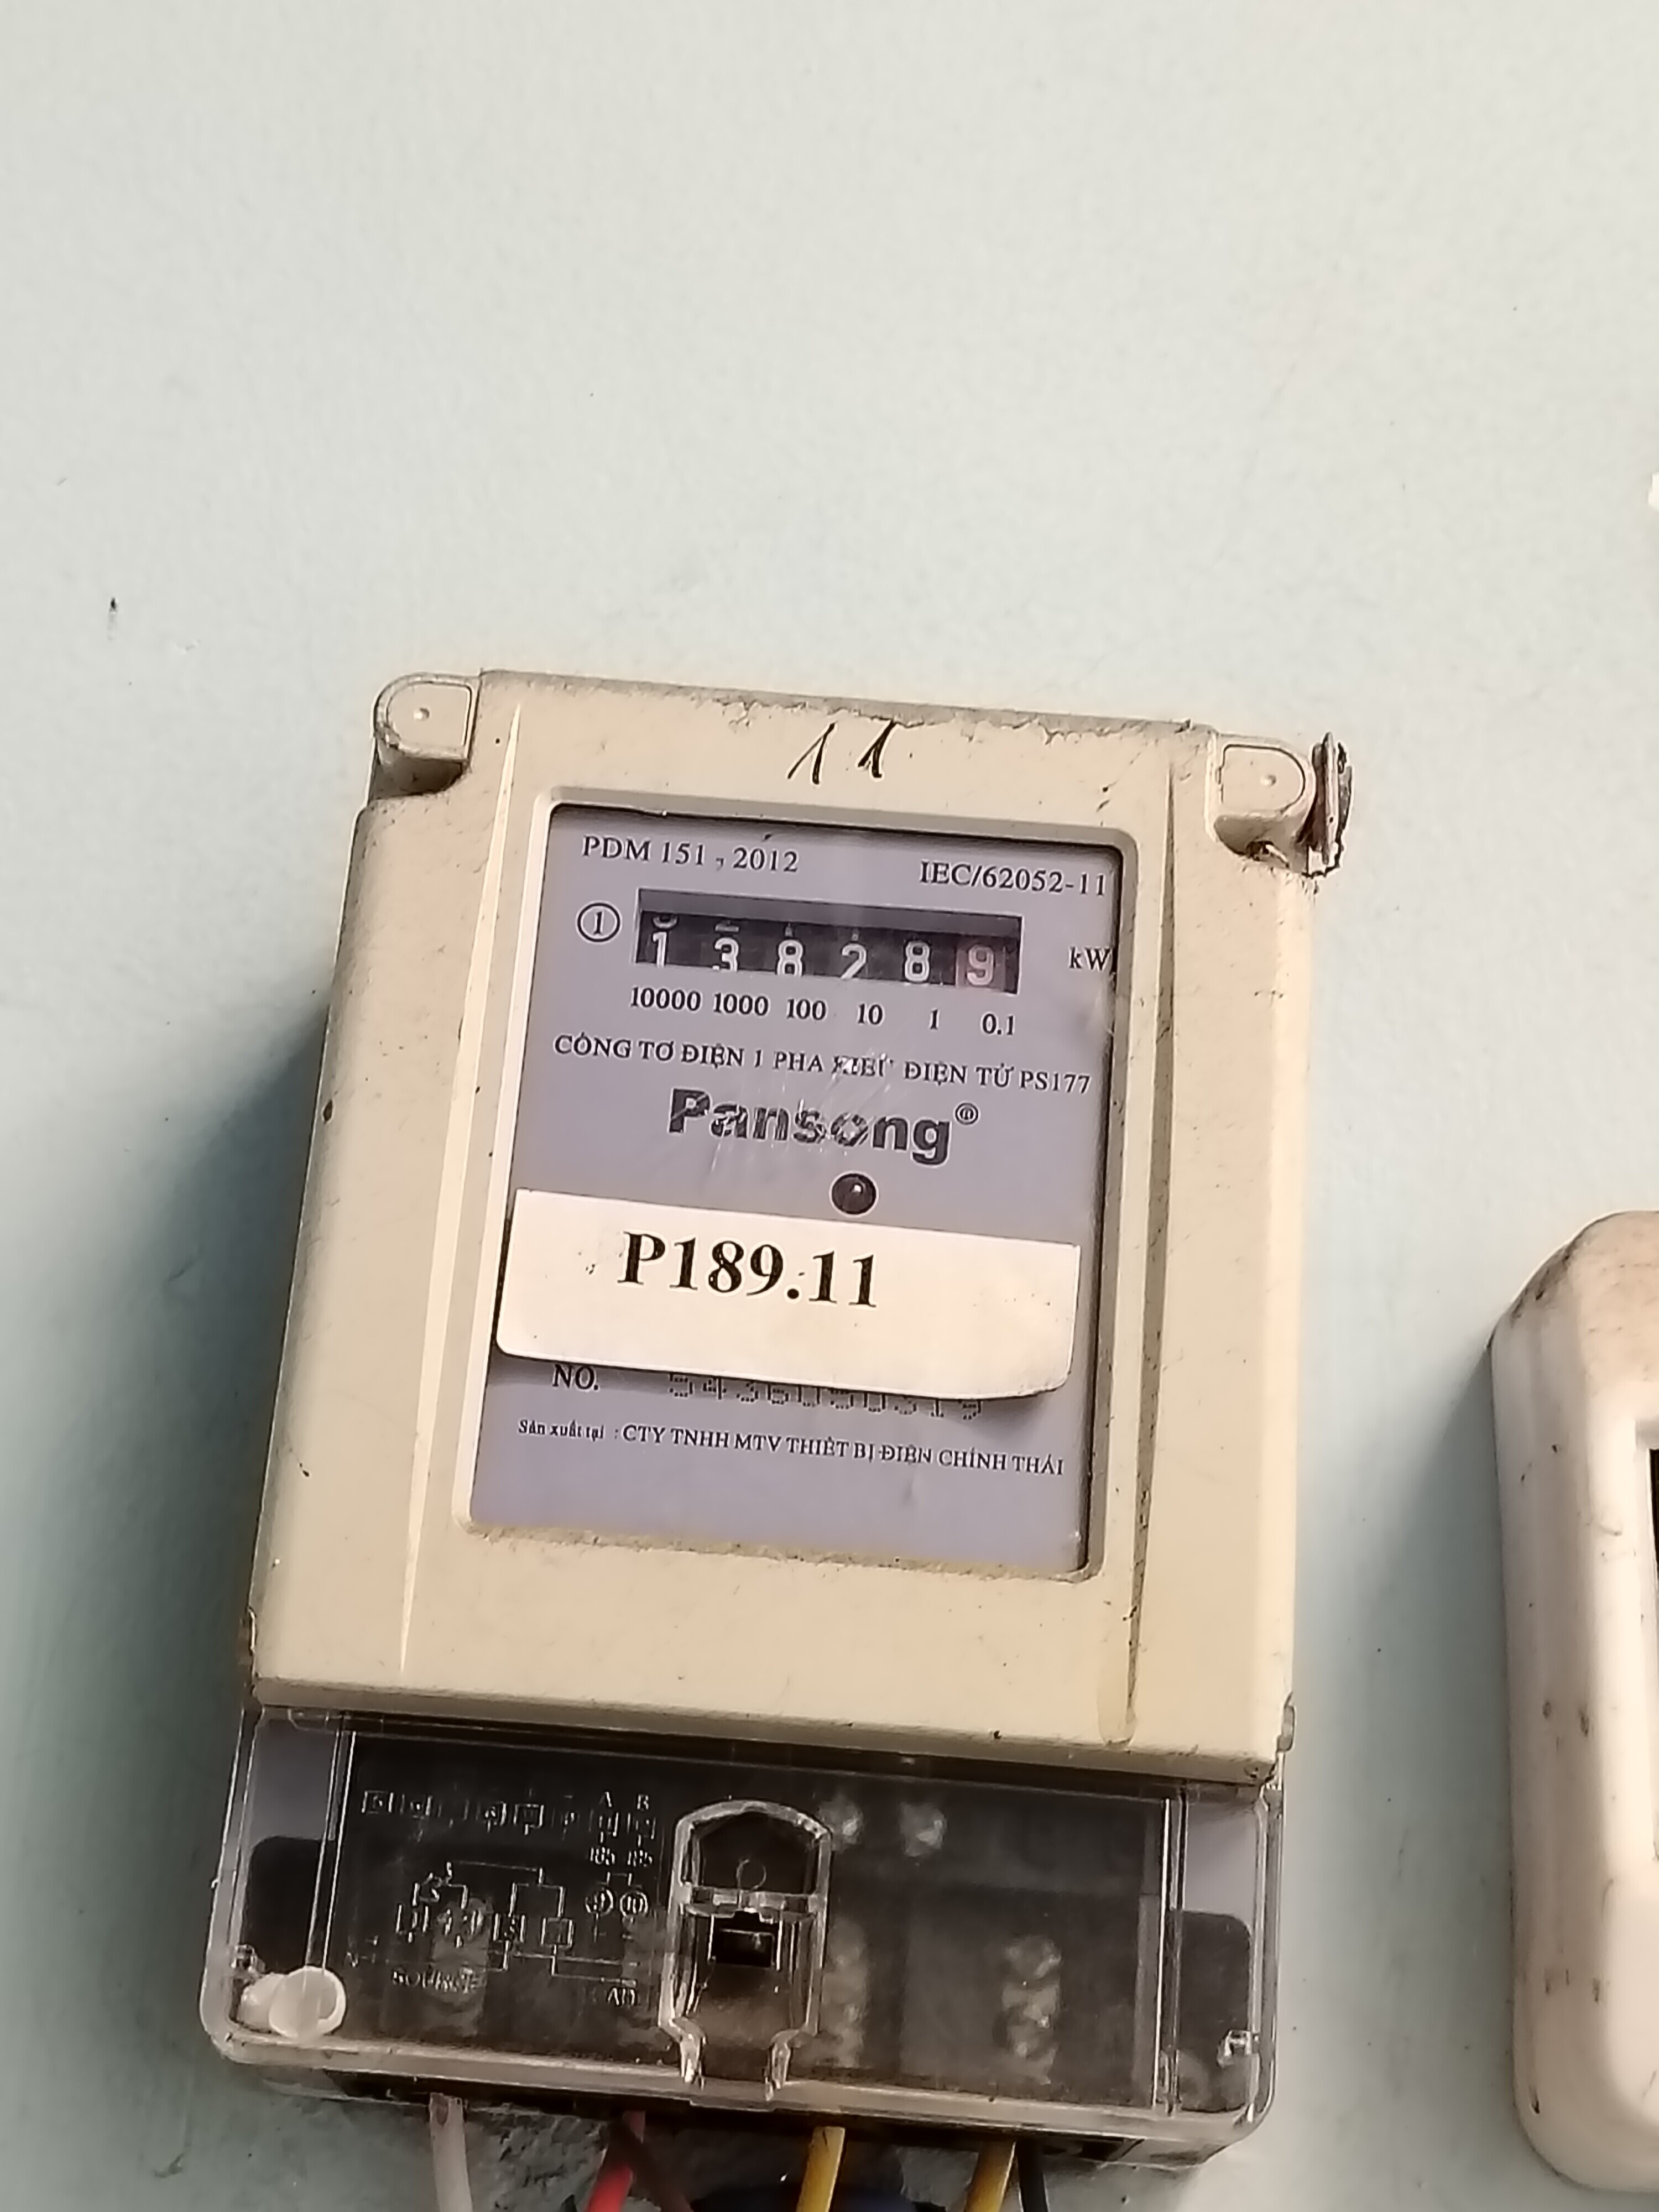 11
PDM 151 , 2012 IEC/62052-11
1 138289 kW
10000 1000 100 10 1 0.1
CÔNG TƠ ĐIỆN 1 PHA KIỂU ĐIỆN TỬ PS177
Pansong®
P189.11
NO.
Sản xuất tại : CTY TNHH MTV THIẾT BỊ ĐIỆN CHÍNH THÁI
A B
SOURCE